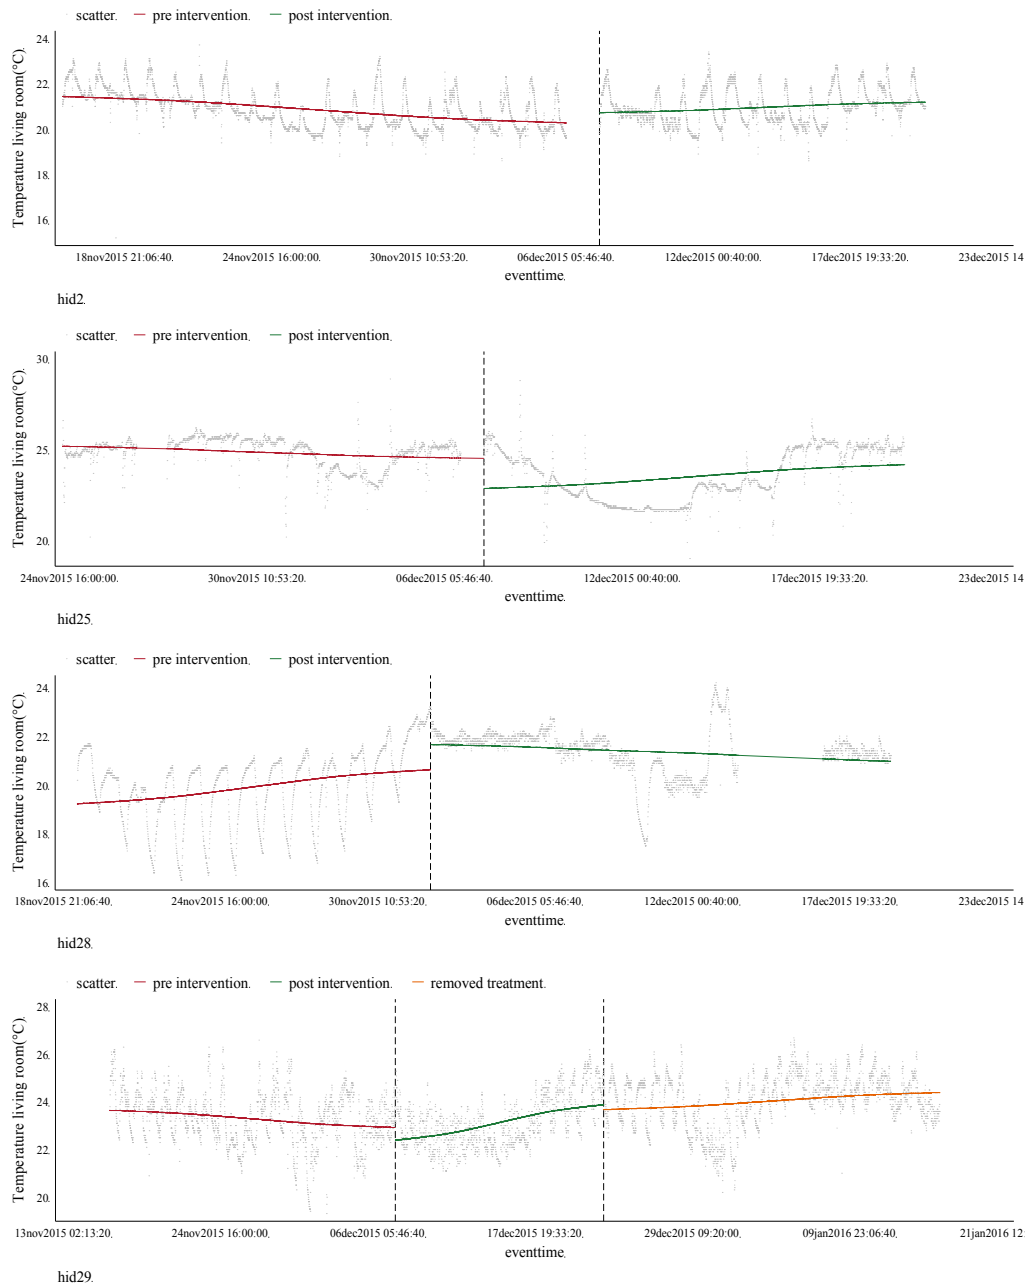 scatter. pre intervention. post intervention.
Temperature living room(°C).
24.
22.
20.
18.
16.
18nov2015 21:06:40. 24nov2015 16:00:00. 30nov2015 10:53:20. 06dec2015 05:46:40. 12dec2015 00:40:00. 17dec2015 19:33:20. 23dec2015 14
eventtime.
hid2.
scatter. pre intervention. post intervention.
Temperature living room(°C).
30.
25.
20.
24nov2015 16:00:00. 30nov2015 10:53:20. 06dec2015 05:46:40. 12dec2015 00:40:00. 17dec2015 19:33:20. 23dec2015 14
eventtime.
hid25.
scatter. pre intervention. post intervention.
Temperature living room(°C).
24.
22.
20.
18.
16.
18nov2015 21:06:40. 24nov2015 16:00:00. 30nov2015 10:53:20. 06dec2015 05:46:40. 12dec2015 00:40:00. 17dec2015 19:33:20. 23dec2015 14
eventtime.
hid28.
scatter. pre intervention. post intervention. removed treatment.
Temperature living room(°C).
28.
26.
24.
22.
20.
13nov2015 02:13:20. 24nov2015 16:00:00. 06dec2015 05:46:40. 17dec2015 19:33:20. 29dec2015 09:20:00. 09jan2016 23:06:40. 21jan2016 12:
eventtime.
hid29.